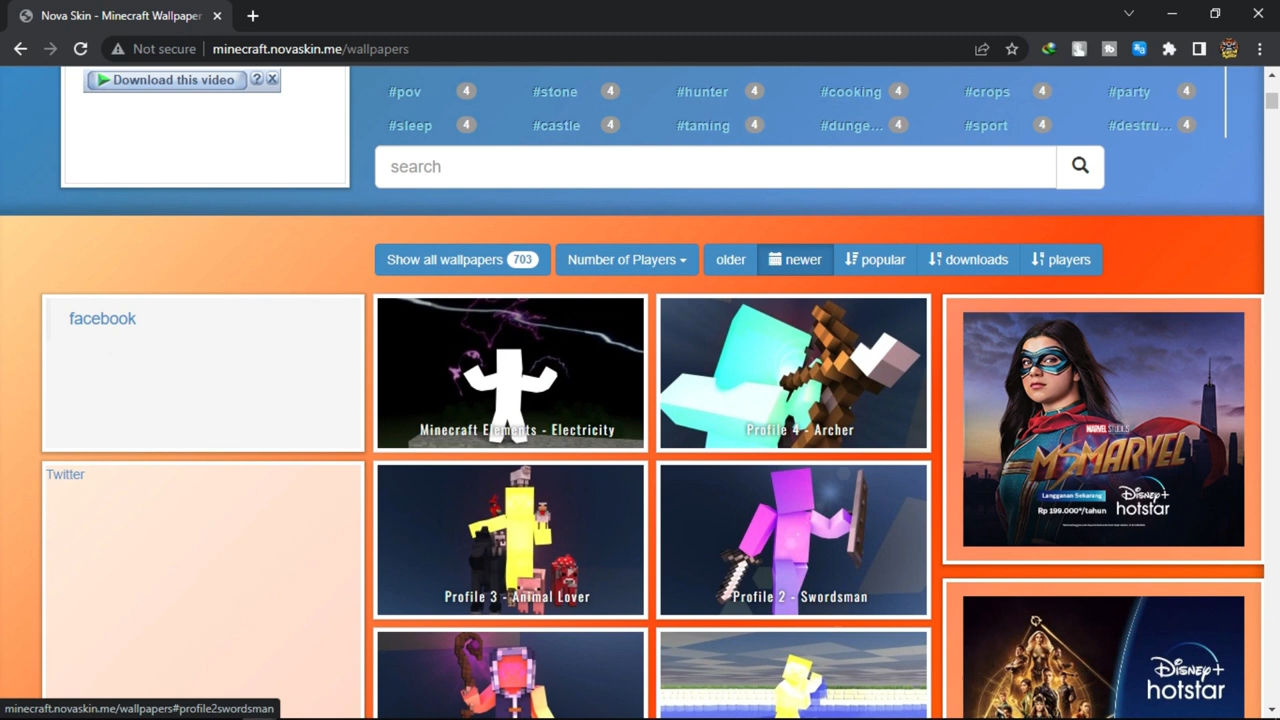 Nova Skin - Minecraft Wallpaper
Not secure
minecraft.novaskin.me/wallpapers
Download this video
?
#pov 4
#stone 4
#hunter 4
#cooking 4
#crops 4
#party 4
#sleep 4
#castle 4
#taming 4
#dunge... 4
#sport 4
#destru... 4
search
Show all wallpapers 703
Number of Players
older
newer
popular
downloads
players
facebook
Minecraft Elements - Electricity
Profile 4 - Archer
MARVEL STUDIOS
MS MARVEL
Langganan Sekarang
Rp 199.000*/tahun
Disney+
hotstar
Twitter
Profile 3 - Animal Lover
Profile 2 - Swordsman
Disney+
hotstar
minecraft.novaskin.me/wallpapers#profile2swordsman